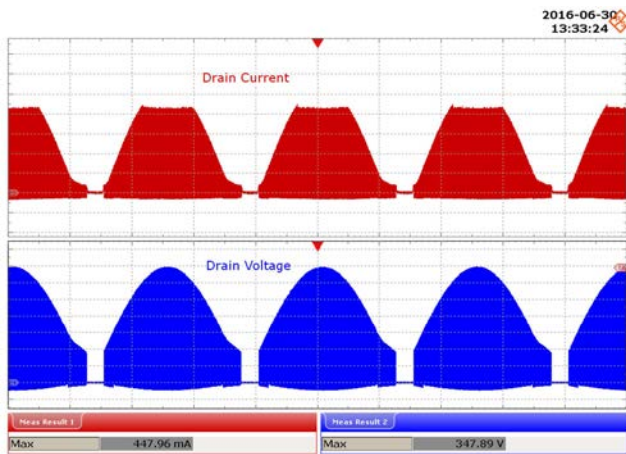 2016-06-30
13:33:24
Drain Current
Drain Voltage
Meas Result 1
Meas Result 2
Max 447.96 mA
Max 347.89 V